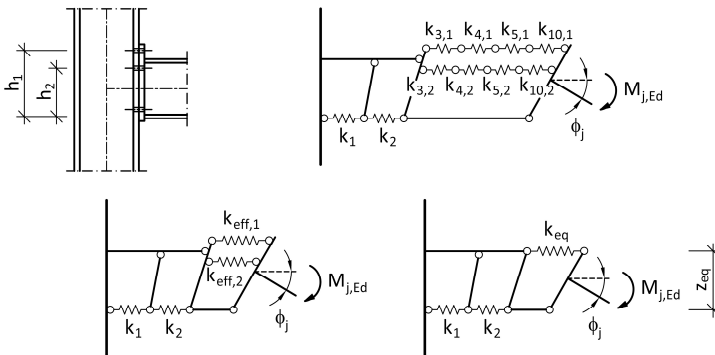 h1
h2
k3,1 k4,1 k5,1 k10,1
k3,2 k4,2 k5,2 k10,2
k1 k2
Mj,Ed
ϕj
keff,1
keff,2
k1 k2
Mj,Ed
ϕj
keq
k1 k2
Mj,Ed
ϕj
zeq